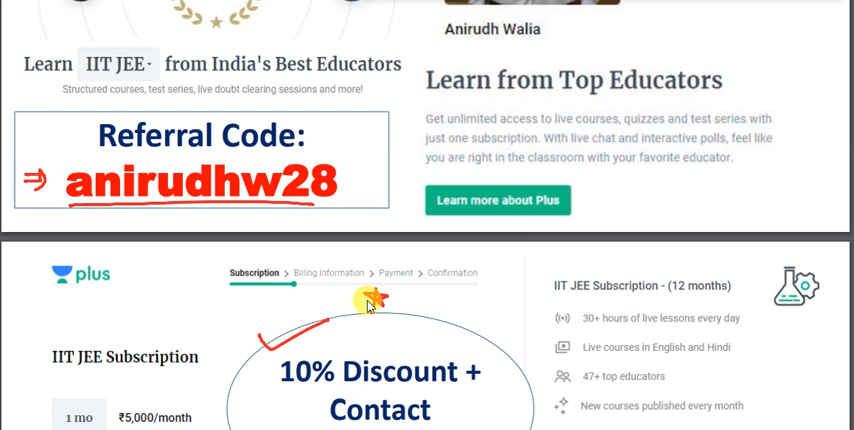 Anirudh Walia
Learn IIT JEE from India's Best Educators
Structured courses, test series, live doubt clearing sessions and more!
Referral Code:
⇒ anirudhw28
Learn from Top Educators
Get unlimited access to live courses, quizzes and test series with
just one subscription. With live chat and interactive polls, feel like
you are right in the classroom with your favorite educator.
Learn more about Plus
plus
Subscription > Billing Information > Payment > Confirmation
IIT JEE Subscription
1 mo ₹5,000/month
10% Discount +
Contact
IIT JEE Subscription - (12 months)
30+ hours of live lessons every day
Live courses in English and Hindi
47+ top educators
New courses published every month